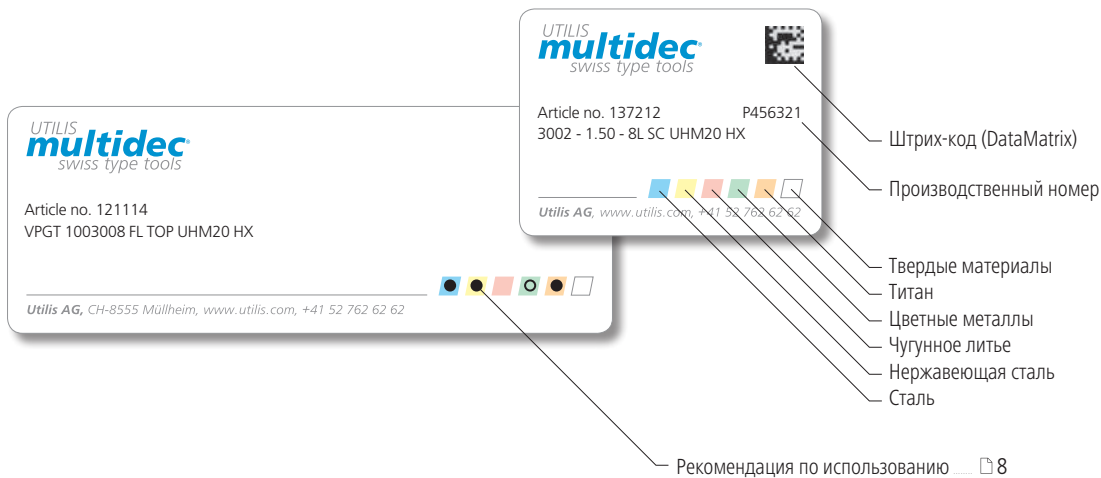 UTILIS
multidec®
swiss type tools
Article no. 137212 P456321
3002 - 1.50 - 8L SC UHM20 HX
Utilis AG, www.utilis.com, +41 52 762 62 62
UTILIS
multidec®
swiss type tools
Article no. 121114
VPGT 1003008 FL TOP UHM20 HX
Utilis AG, CH-8555 Müllheim, www.utilis.com, +41 52 762 62 62
Штрих-код (DataMatrix)
Производственный номер
Твердые материалы
Титан
Цветные металлы
Чугунное литье
Нержавеющая сталь
Сталь
Рекомендация по использованию ...... 8